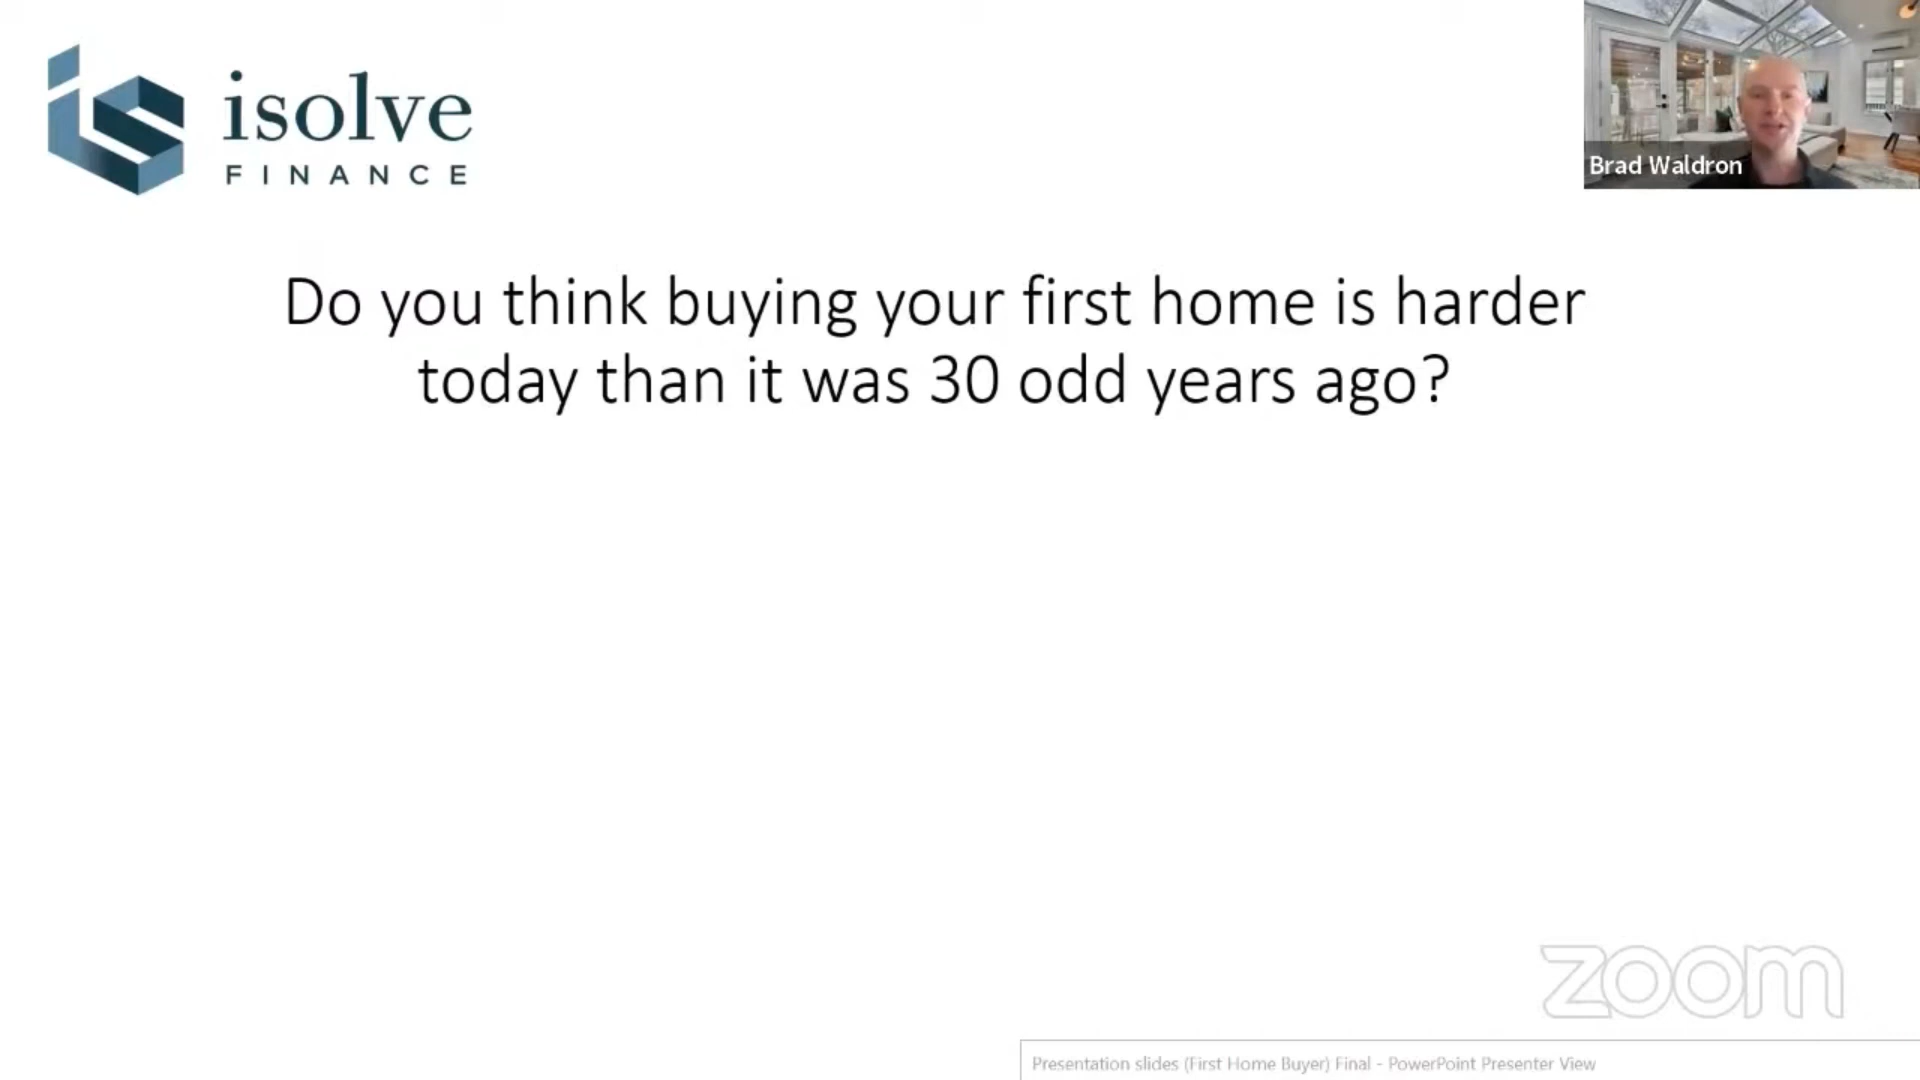 isolve
FINANCE
Brad Waldron
Do you think buying your first home is harder
today than it was 30 odd years ago?
zoom
Presentation slides (First Home Buyer) Final - PowerPoint Presenter View